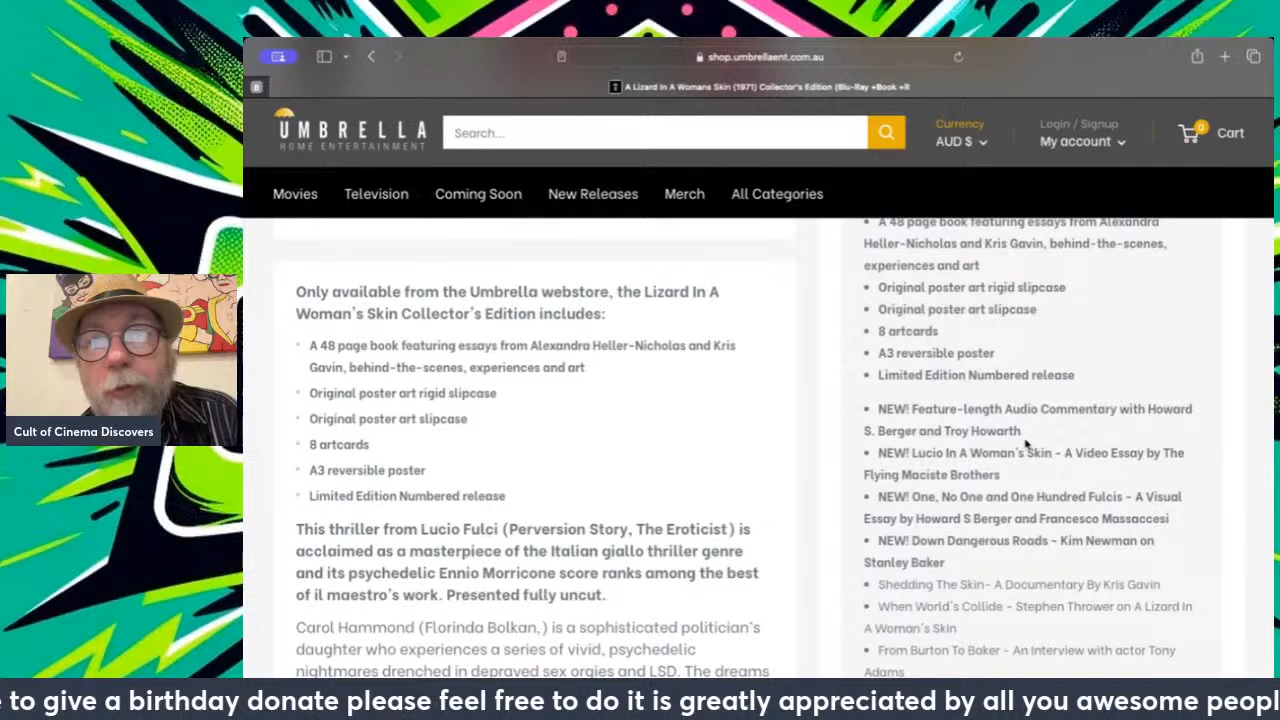 shop.umbrellaent.com.au
A Lizard In A Womans Skin (1971) Collector's Edition (Blu-Ray +Book +R
UMBRELLA
HOME ENTERTAINMENT
Search...
Currency
AUD $
Login / Signup
My account
0
Cart
Movies
Television
Coming Soon
New Releases
Merch
All Categories
Only available from the Umbrella webstore, the Lizard In A
Woman's Skin Collector's Edition includes:
A 48 page book featuring essays from Alexandra Heller-Nicholas and Kris
Gavin, behind-the-scenes, experiences and art
Original poster art rigid slipcase
Original poster art slipcase
8 artcards
A3 reversible poster
Limited Edition Numbered release
This thriller from Lucio Fulci (Perversion Story, The Eroticist) is
acclaimed as a masterpiece of the Italian giallo thriller genre
and its psychedelic Ennio Morricone score ranks among the best
of il maestro's work. Presented fully uncut.
Carol Hammond (Florinda Bolkan,) is a sophisticated politician's
daughter who experiences a series of vivid, psychedelic
nightmares drenched in depraved sex orgies and LSD. The dreams
A 48 page book featuring essays from Alexandra
Heller-Nicholas and Kris Gavin, behind-the-scenes,
experiences and art
Original poster art rigid slipcase
Original poster art slipcase
8 artcards
A3 reversible poster
Limited Edition Numbered release
NEW! Feature-length Audio Commentary with Howard
S. Berger and Troy Howarth
NEW! Lucio In A Woman's Skin - A Video Essay by The
Flying Maciste Brothers
NEW! One, No One and One Hundred Fulcis - A Visual
Essay by Howard S Berger and Francesco Massaccesi
NEW! Down Dangerous Roads - Kim Newman on
Stanley Baker
Shedding The Skin- A Documentary By Kris Gavin
When World's Collide - Stephen Thrower on A Lizard In
A Woman's Skin
From Burton To Baker - An Interview with actor Tony
Adams
Cult of Cinema Discovers
e to give a birthday donate please feel free to do it is greatly appreciated by all you awesome peopl